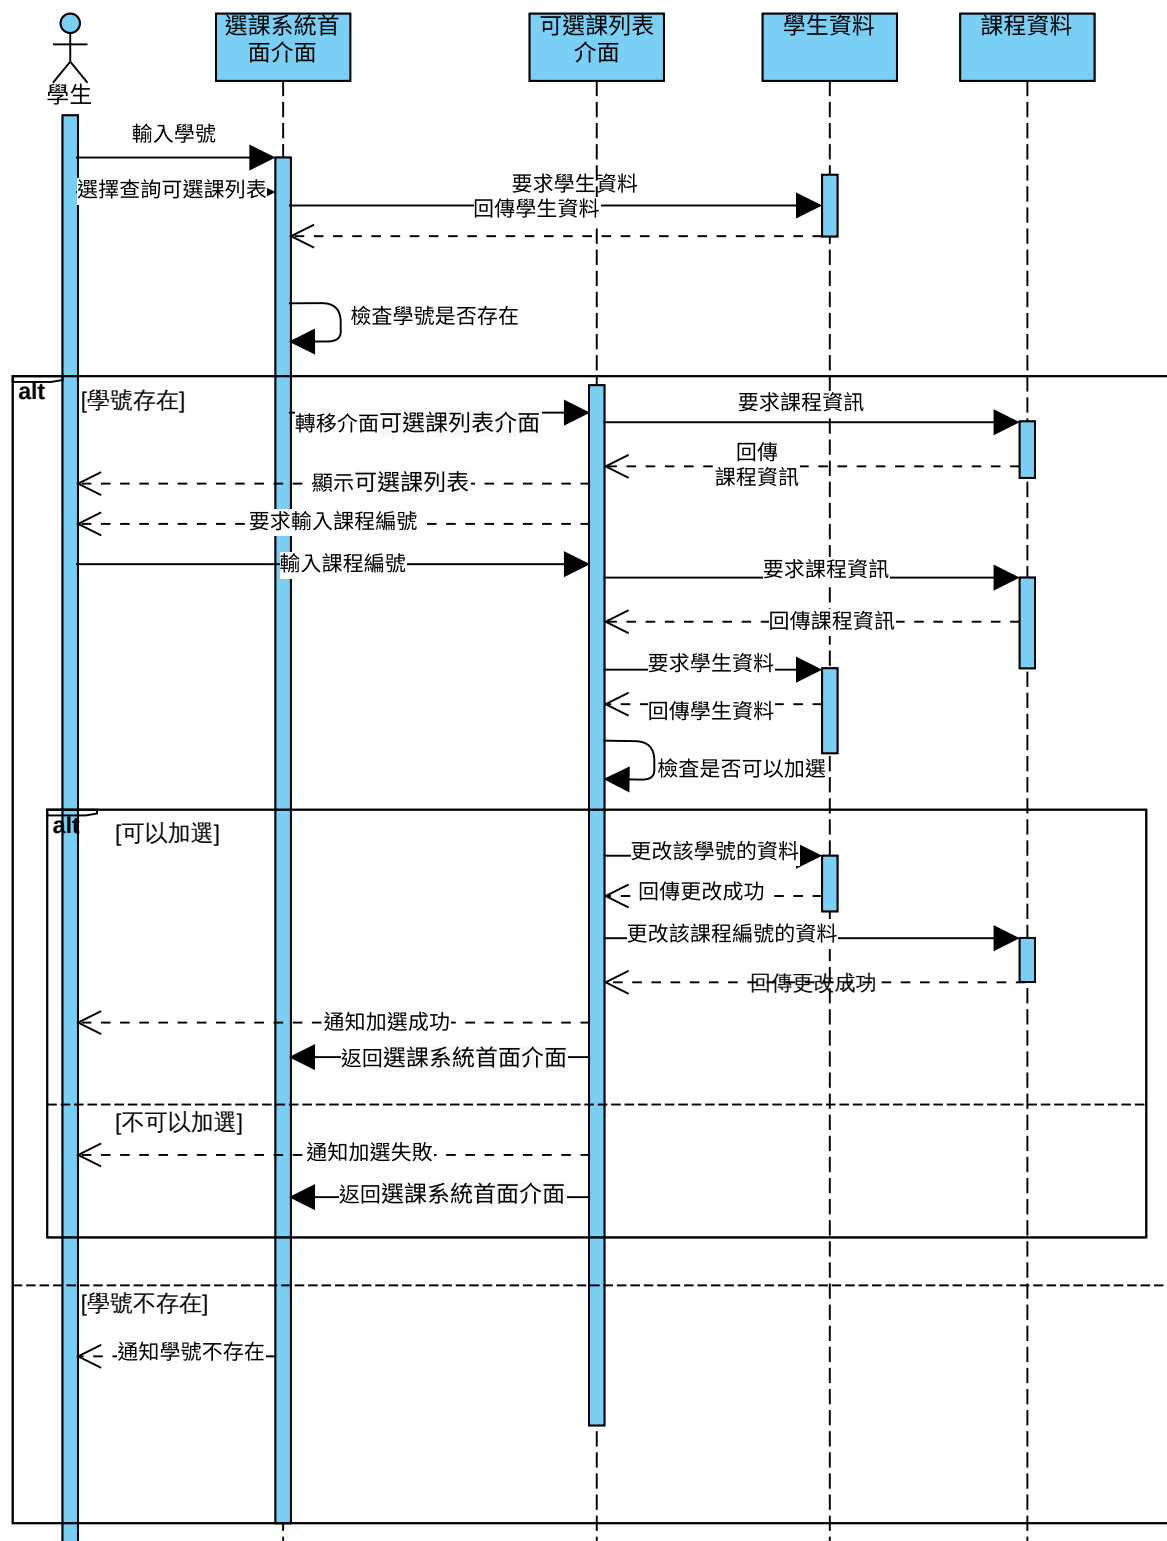 選課系統首
面介面
可選課列表
介面
學生資料
課程資料
學生
輸入學號
選擇查詢可選課列表
要求學生資料
回傳學生資料
檢查學號是否存在
alt
[學號存在]
轉移介面可選課列表介面
要求課程資訊
回傳
課程資訊
顯示可選課列表
要求輸入課程編號
輸入課程編號
要求課程資訊
回傳課程資訊
要求學生資料
回傳學生資料
檢查是否可以加選
alt
[可以加選]
更改該學號的資料
回傳更改成功
更改該課程編號的資料
回傳更改成功
通知加選成功
返回選課系統首面介面
[不可以加選]
通知加選失敗
返回選課系統首面介面
[學號不存在]
通知學號不存在